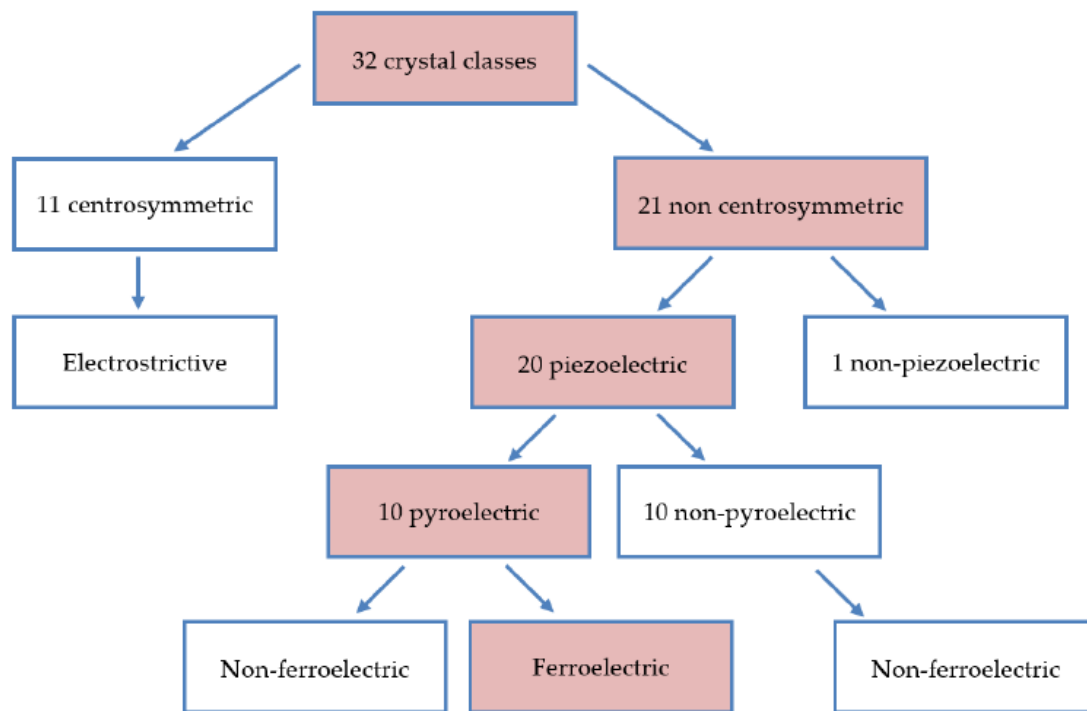 32 crystal classes
11 centrosymmetric
21 non centrosymmetric
Electrostrictive
20 piezoelectric
1 non-piezoelectric
10 pyroelectric
10 non-pyroelectric
Non-ferroelectric
Ferroelectric
Non-ferroelectric